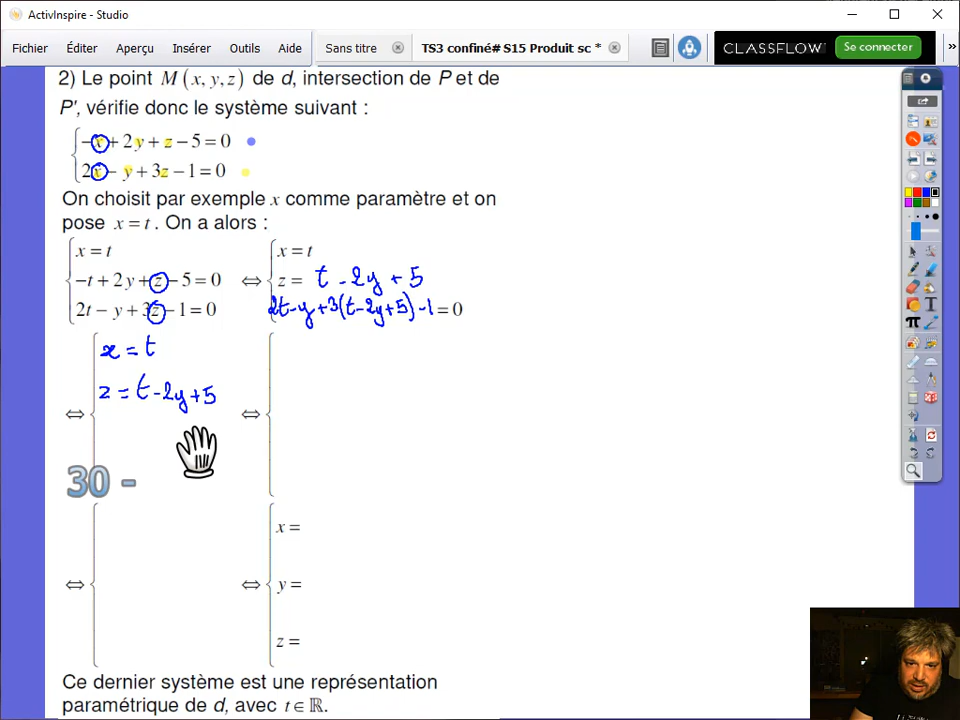 ActivInspire - Studio
Fichier Éditer Aperçu Insérer Outils Aide Sans titre TS3 confiné# S15 Produit sc * CLASSFLOW Se connecter »
2) Le point M(x, y, z) de d, intersection de P et de
P', vérifie donc le système suivant :
-x + 2y + z - 5 = 0
2x - y + 3z - 1 = 0
On choisit par exemple x comme paramètre et on
pose x = t. On a alors :
x = t
-t + 2y + z - 5 = 0
2t - y + 3z - 1 = 0
⇔ x = t
z = t - 2y + 5
2t - y + 3(t - 2y + 5) - 1 = 0
⇔ x = t
z = t - 2y + 5
30 -
⇔
⇔
⇔ x =
y =
z =
Ce dernier système est une représentation
paramétrique de d, avec t ∈ ℝ.